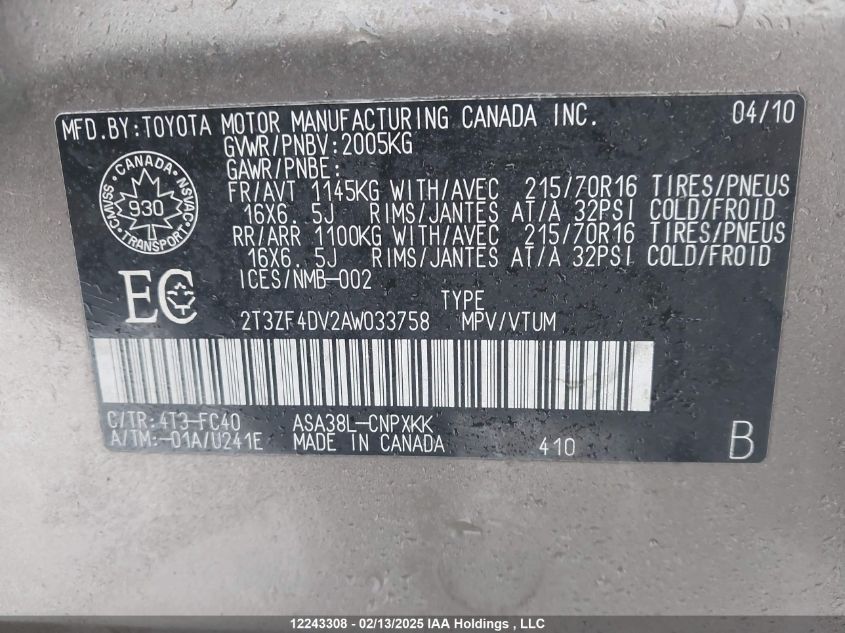 MFD.BY:TOYOTA MOTOR MANUFACTURING CANADA INC. 04/10
GVWR/PNBV:2005KG
GAWR/PNBE:
FR/AVT 1145KG WITH/AVEC 215/70R16 TIRES/PNEUS
16X6.5J RIMS/JANTES AT/A 32PSI COLD/FROID
RR/ARR 1100KG WITH/AVEC 215/70R16 TIRES/PNEUS
16X6.5J RIMS/JANTES AT/A 32PSI COLD/FROID
ICES/NMB-002
CANADA
CMVSS NSVAC
930
TRANSPORT
EC
TYPE
2T3ZF4DV2AW033758 MPV/VTUM
C/TR:4T3-FC40 ASA38L-CNPXKK
A/TM:-01A/U241E MADE IN CANADA 410 B
12243308 - 02/13/2025 IAA Holdings , LLC